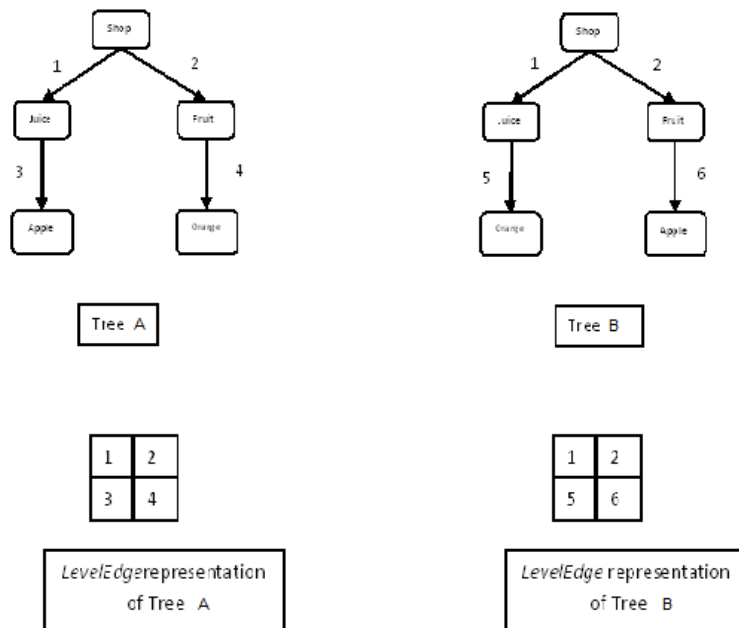 Shop
Shop
1
2
1
2
Juice
Fruit
Juice
Fruit
3
4
5
6
Apple
Orange
Orange
Apple
Tree A
Tree B
1 2
1 2
3 4
5 6
LevelEdgerepresentation
of Tree A
LevelEdge representation
of Tree B